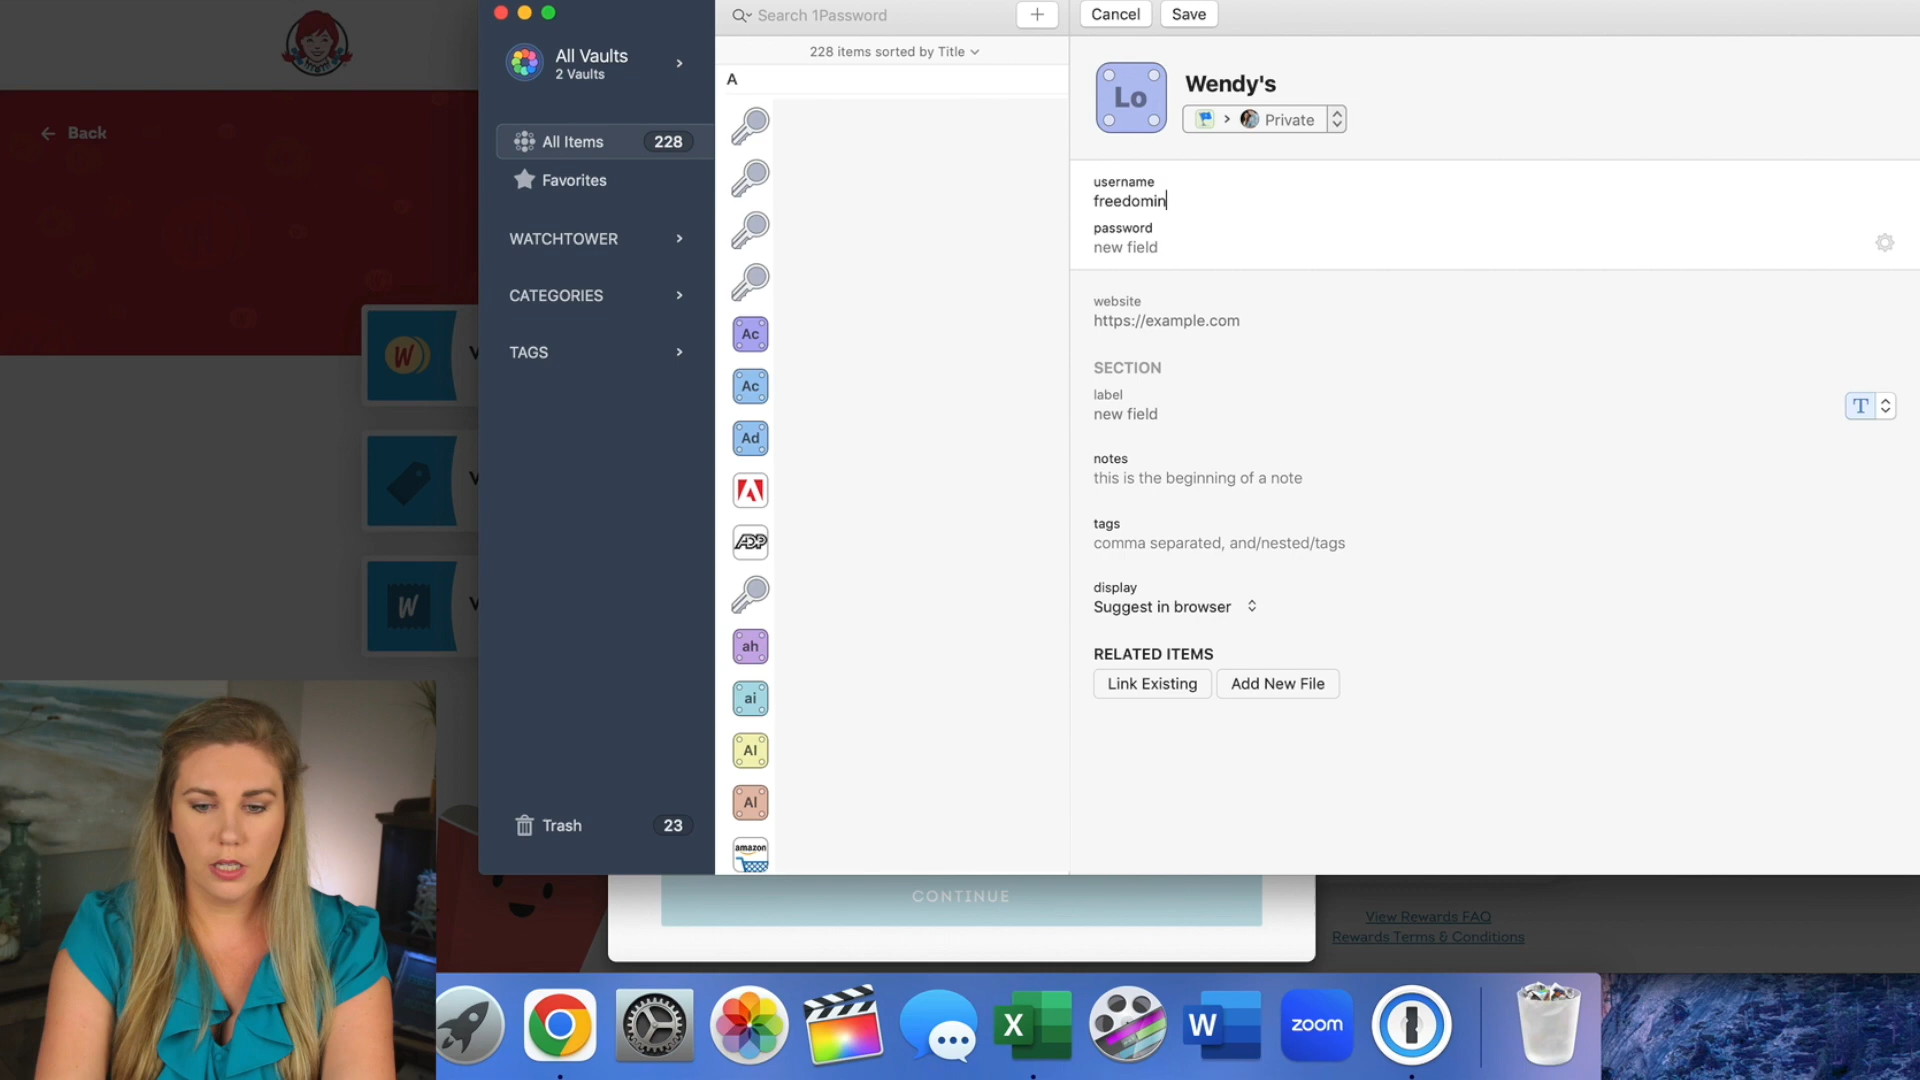 Back
All Vaults
2 Vaults
All Items 228
Favorites
WATCHTOWER
CATEGORIES
TAGS
Trash 23
Search 1Password
228 items sorted by Title
A
Ac
Ac
Ad
ADP
ah
ai
AI
AI
amazon
Cancel Save
Lo
Wendy's
Private
username
freedomin
password
new field
website
https://example.com
SECTION
label
new field
T
notes
this is the beginning of a note
tags
comma separated, and/nested/tags
display
Suggest in browser
RELATED ITEMS
Link Existing Add New File
W
W
CONTINUE
View Rewards FAQ
Rewards Terms & Conditions
X
W
zoom